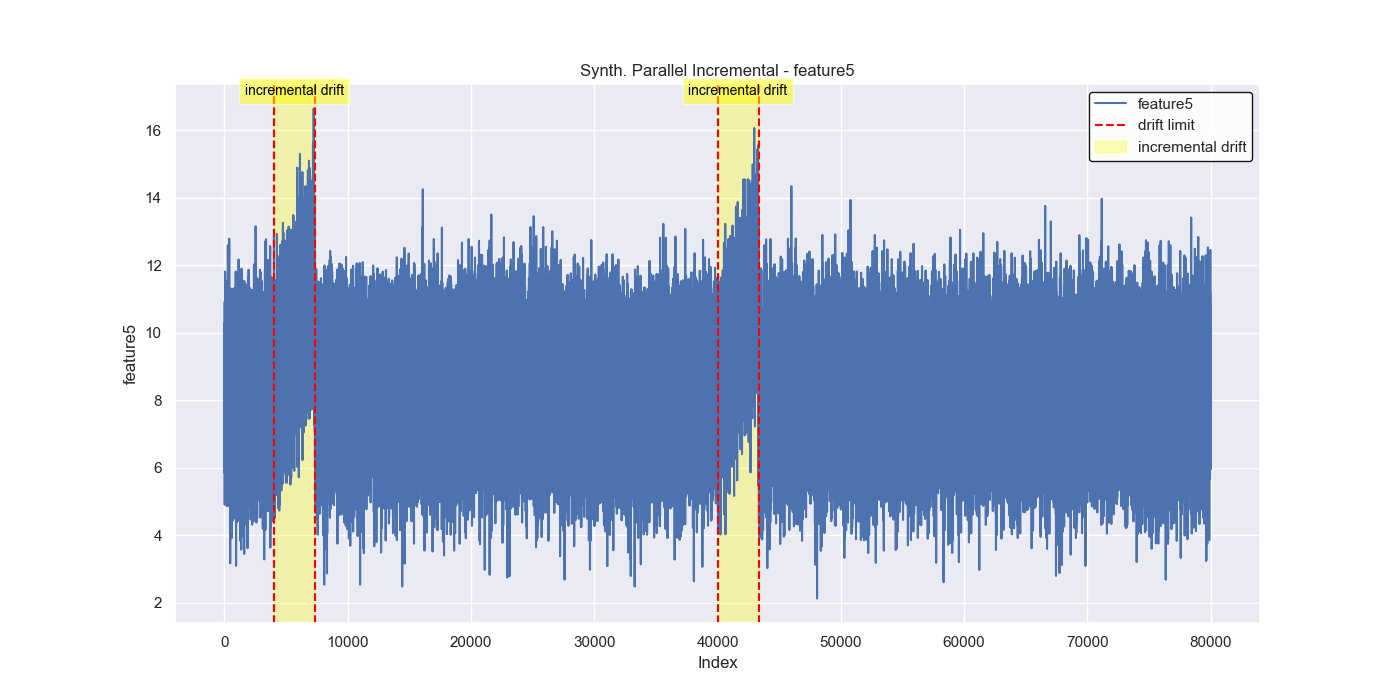 Synth. Parallel Incremental - feature5
incremental drift
incremental drift
feature5
drift limit
incremental drift
16
14
12
10
8
6
4
2
feature5
0
10000
20000
30000
40000
50000
60000
70000
80000
Index